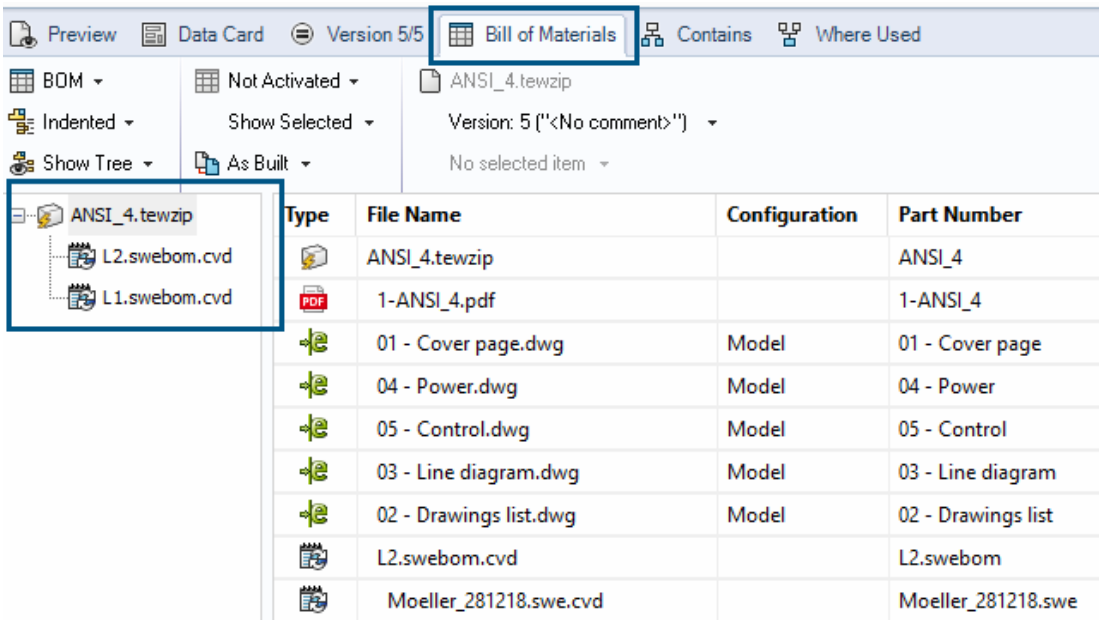 Preview Data Card Version 5/5 Bill of Materials Contains Where Used
BOM Not Activated ANSI_4.tewzip
Indented Show Selected Version: 5 ("<No comment>")
Show Tree As Built No selected item
ANSI_4.tewzip
L2.swebom.cvd
L1.swebom.cvd
Type File Name Configuration Part Number
ANSI_4.tewzip ANSI_4
PDF 1-ANSI_4.pdf 1-ANSI_4
01 - Cover page.dwg Model 01 - Cover page
04 - Power.dwg Model 04 - Power
05 - Control.dwg Model 05 - Control
03 - Line diagram.dwg Model 03 - Line diagram
02 - Drawings list.dwg Model 02 - Drawings list
L2.swebom.cvd L2.swebom
Moeller_281218.swe.cvd Moeller_281218.swe